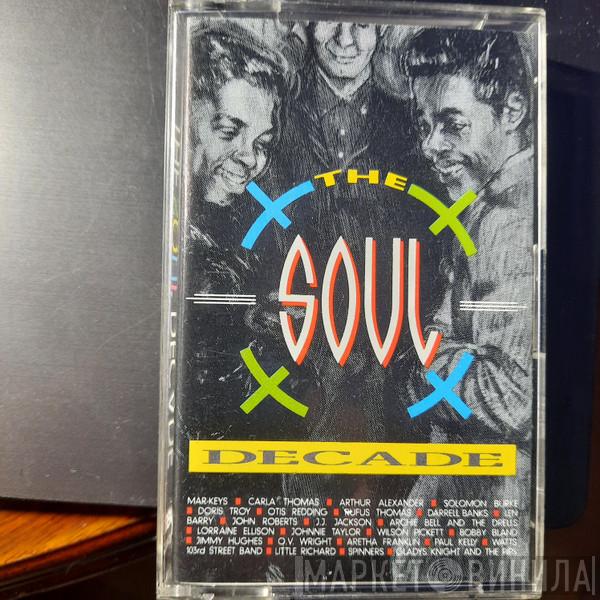 THE
SOUL
DECADE
MAR-KEYS ■ CARLA THOMAS ■ ARTHUR ALEXANDER ■ SOLOMON BURKE
■ DORIS TROY ■ OTIS REDDING ■ RUFUS THOMAS ■ DARRELL BANKS ■ LEN
BARRY ■ JOHN ROBERTS ■ J.J. JACKSON ■ ARCHIE BELL AND THE DRELLS
■ LORRAINE ELLISON ■ JOHNNIE TAYLOR ■ WILSON PICKETT ■ BOBBY BLAND
■ JIMMY HUGHES ■ O.V. WRIGHT ■ ARETHA FRANKLIN ■ PAUL KELLY ■ WATTS
103rd STREET BAND ■ LITTLE RICHARD ■ SPINNERS ■ GLADYS KNIGHT AND THE PIPS
МАРКЕТ ВИНИЛА